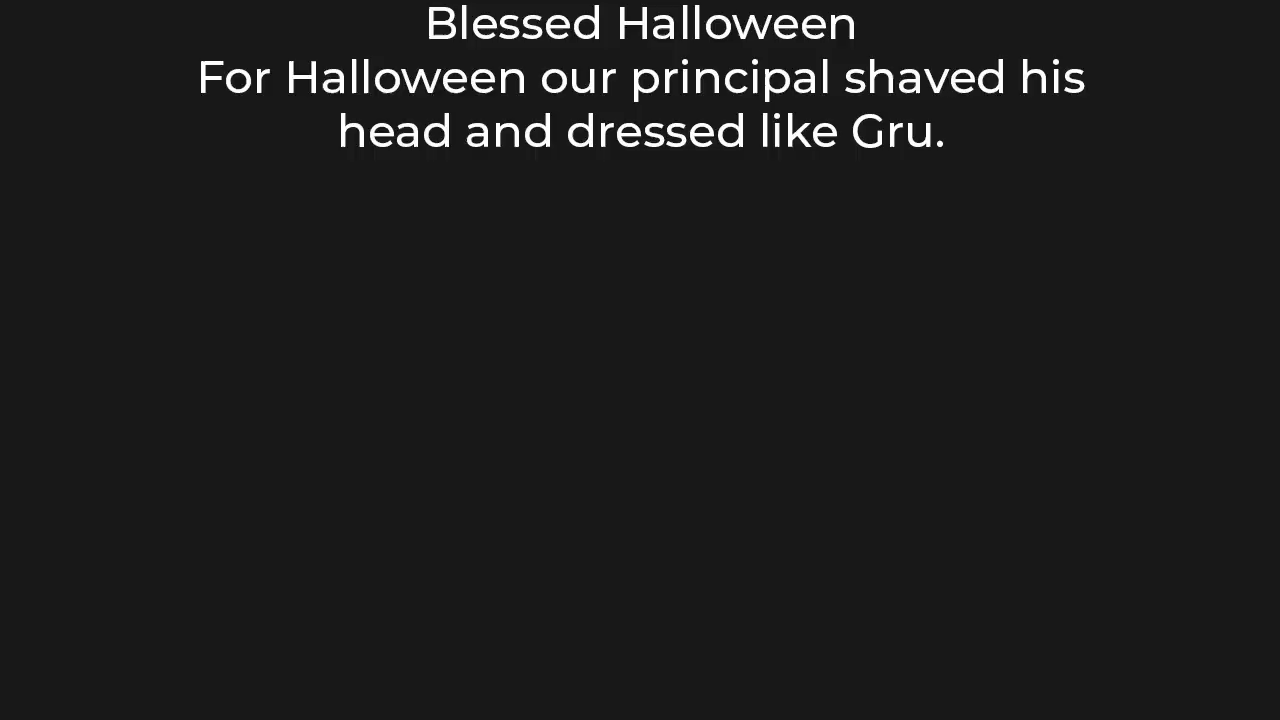 Blessed Halloween
For Halloween our principal shaved his
head and dressed like Gru.